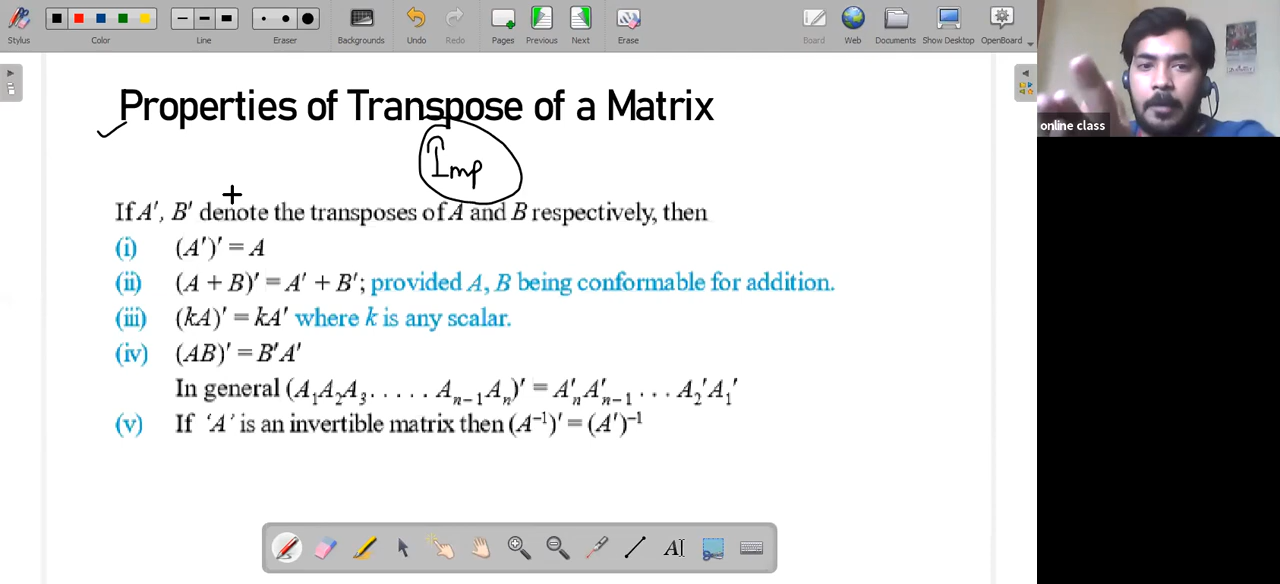 Stylus Color Line Eraser Backgrounds Undo Redo Pages Previous Next Erase Board Web Documents Show Desktop OpenBoard
online class
Properties of Transpose of a Matrix
Imp
If A′, B′ denote the transposes of A and B respectively, then
(i) (A′)′ = A
(ii) (A + B)′ = A′ + B′; provided A, B being conformable for addition.
(iii) (kA)′ = kA′ where k is any scalar.
(iv) (AB)′ = B′A′
In general (A₁A₂A₃. . . . . Aₙ₋₁Aₙ)′ = Aₙ′Aₙ₋₁′ . . . A₂′A₁′
(v) If ‘A’ is an invertible matrix then (A⁻¹)′ = (A′)⁻¹